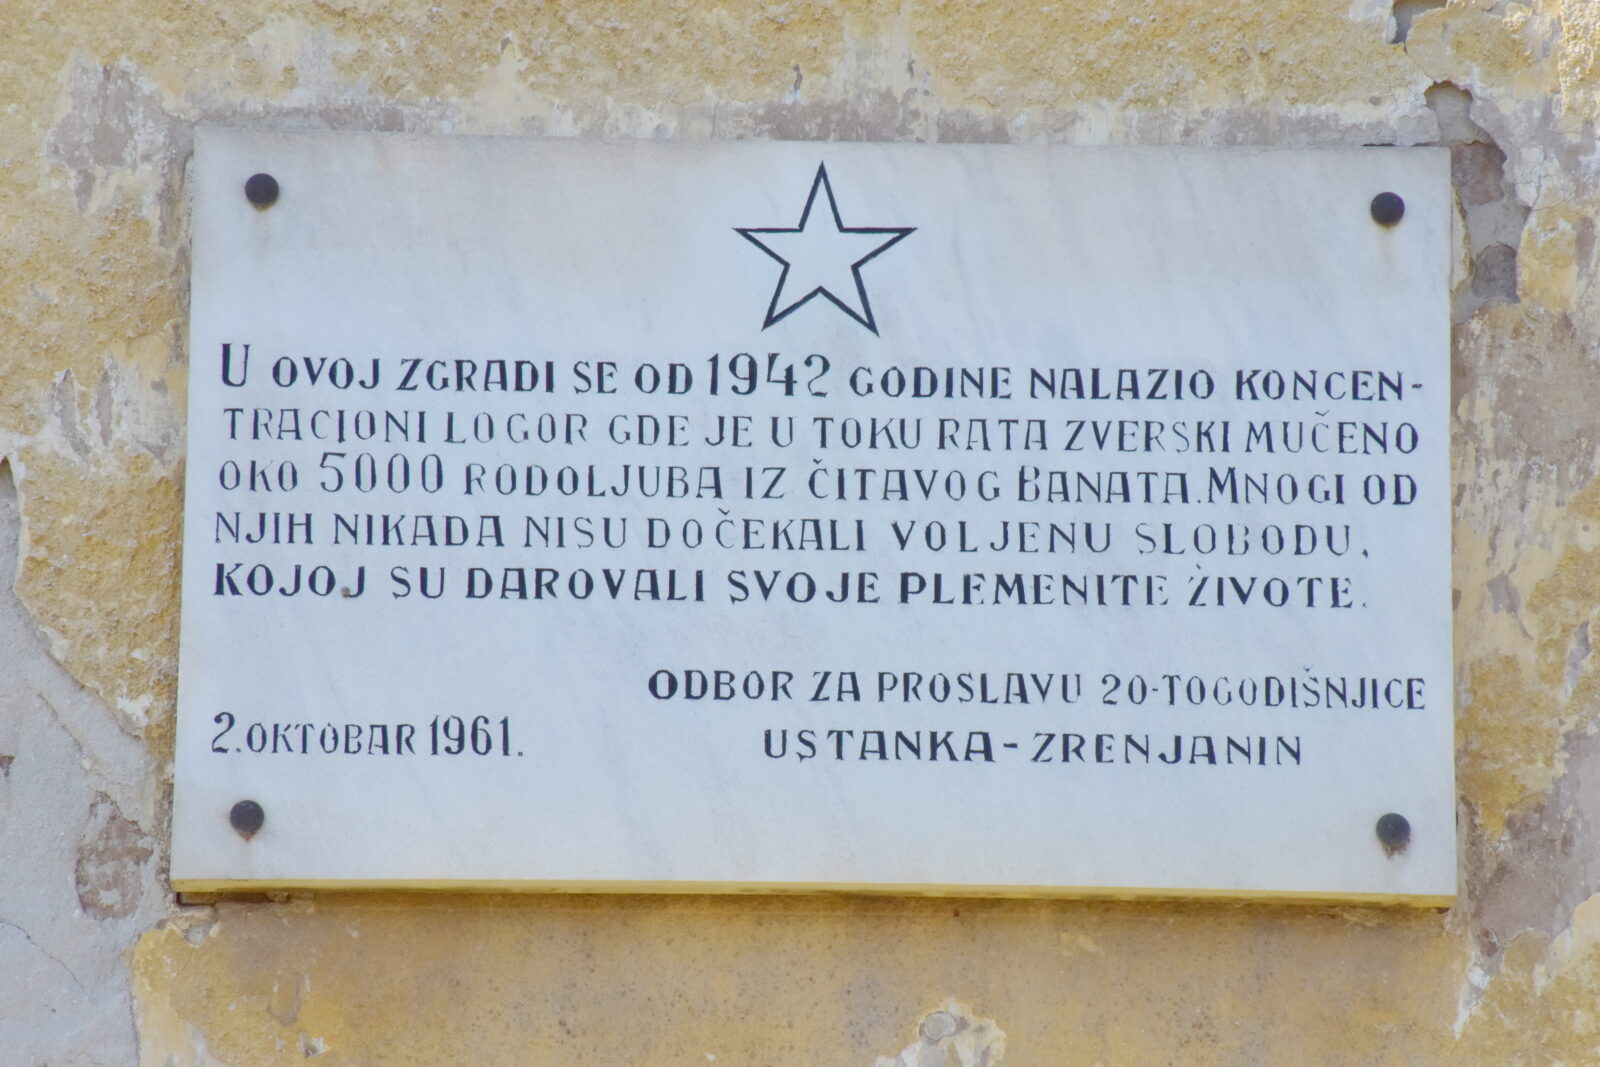 U OVOJ ZGRADI SE OD 1942 GODINE NALAZIO KONCEN-
TRACIONI LOGOR GDE JE U TOKU RATA ZVERSKI MUČENO
OKO 5000 RODOLJUBA IZ ČITAVOG BANATA. MNOGI OD
NJIH NIKADA NISU DOČEKALI VOLJENU SLOBODU,
KOJOJ SU DAROVALI SVOJE PLEMENITE ŽIVOTE.
ODBOR ZA PROSLAVU 20-TOGODIŠNJICE
USTANKA-ZRENJANIN
2. OKTOBAR 1961.